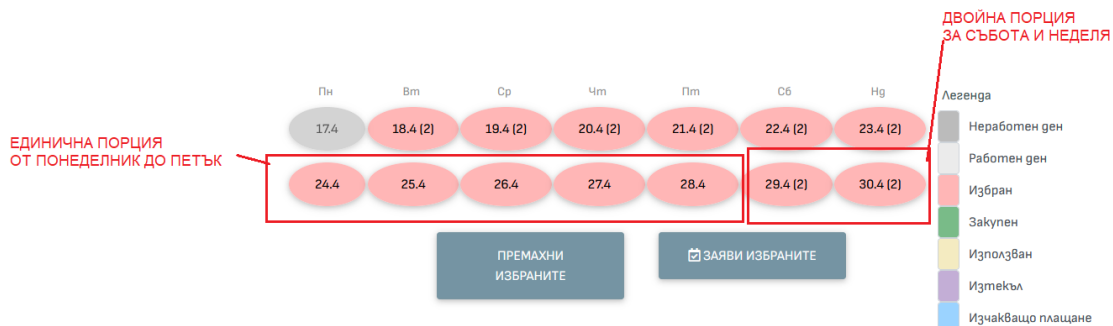 ДВОЙНА ПОРЦИЯ
ЗА СЪБОТА И НЕДЕЛЯ
Пн Вт Ср Чт Пт Сб Нд
17.4 18.4 (2) 19.4 (2) 20.4 (2) 21.4 (2) 22.4 (2) 23.4 (2)
ЕДИНИЧНА ПОРЦИЯ
ОТ ПОНЕДЕЛНИК ДО ПЕТЪК
24.4 25.4 26.4 27.4 28.4 29.4 (2) 30.4 (2)
ПРЕМАХНИ
ИЗБРАНИТЕ
ЗАЯВИ ИЗБРАНИТЕ
Легенда
Неработен ден
Работен ден
Избран
Закупен
Използван
Изтекъл
Изчакващо плащане